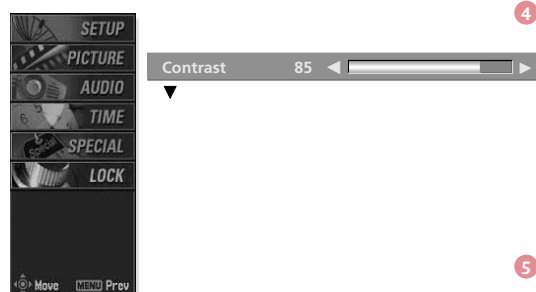 SETUP
PICTURE
AUDIO
TIME
SPECIAL
LOCK
Move MENU Prev
Contrast 85
4
5